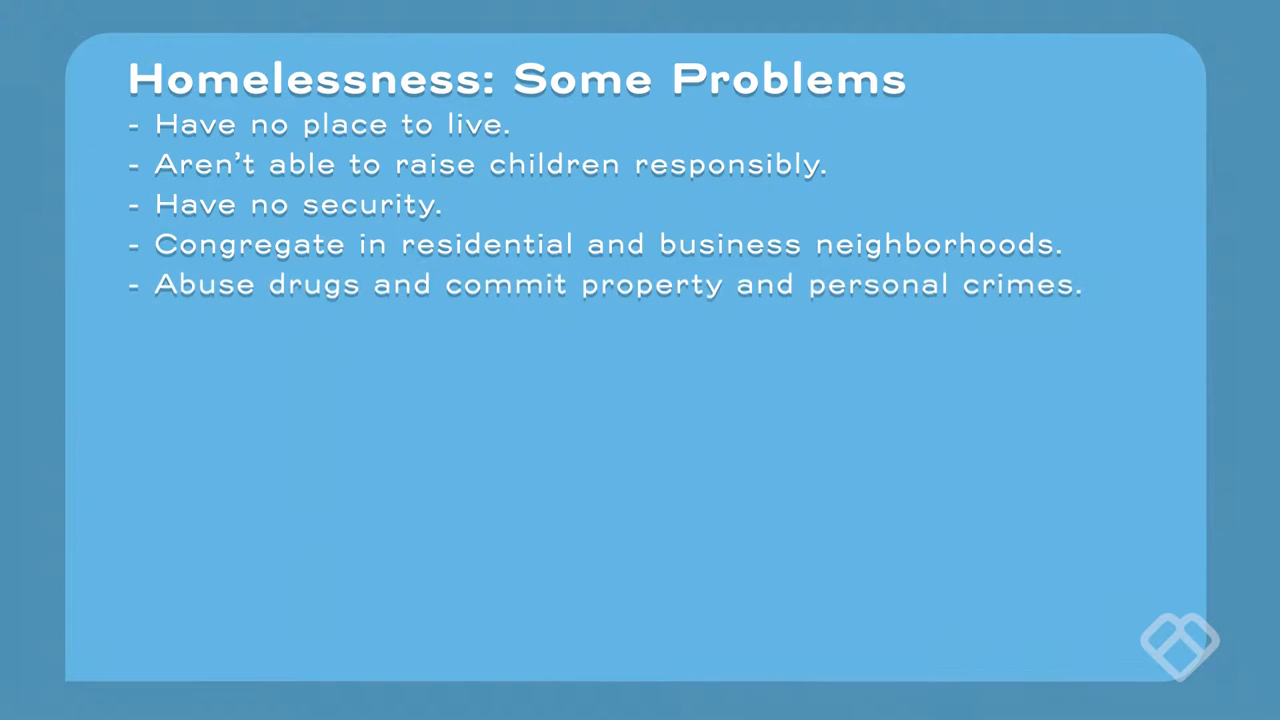 Homelessness: Some Problems
- Have no place to live.
- Aren’t able to raise children responsibly.
- Have no security.
- Congregate in residential and business neighborhoods.
- Abuse drugs and commit property and personal crimes.